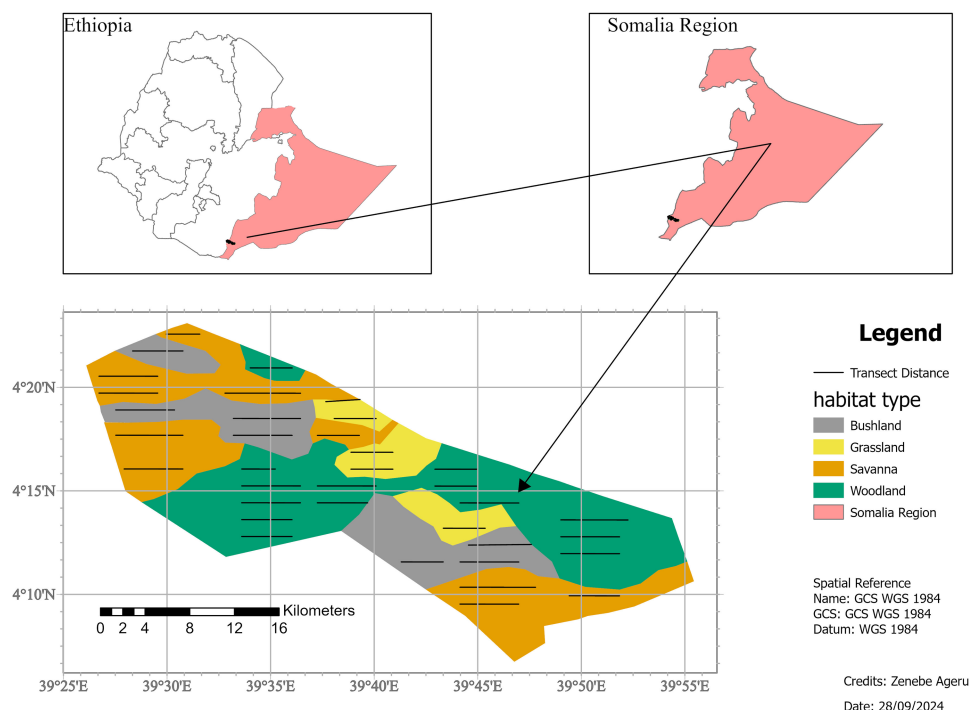 Ethiopia
Somalia Region
4°20'N
4°15'N
4°10'N
Kilometers
0 2 4 8 12 16
39°25'E 39°30'E 39°35'E 39°40'E 39°45'E 39°50'E 39°55'E
Legend
Transect Distance
habitat type
Bushland
Grassland
Savanna
Woodland
Somalia Region
Spatial Reference
Name: GCS WGS 1984
GCS: GCS WGS 1984
Datum: WGS 1984
Credits: Zenebe Ageru
Date: 28/09/2024